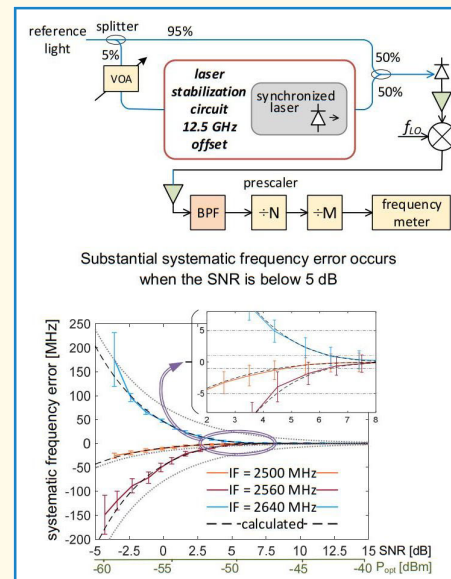 reference
light
splitter
95%
5%
VOA
50%
50%
laser
stabilization
circuit
12.5 GHz
offset
synchronized
laser
fLO
prescaler
BPF
÷N
÷M
frequency
meter
Substantial systematic frequency error occurs
when the SNR is below 5 dB
systematic frequency error [MHz]
250
200
150
100
50
0
-50
-100
-150
-200
5
0
-5
2 3 4 5 6 7 8
IF = 2500 MHz
IF = 2560 MHz
IF = 2640 MHz
calculated
-5 -2.5 0 2.5 5 7.5 10 15 SNR [dB]
-60 -55 -50 -45 -40 Popt [dBm]